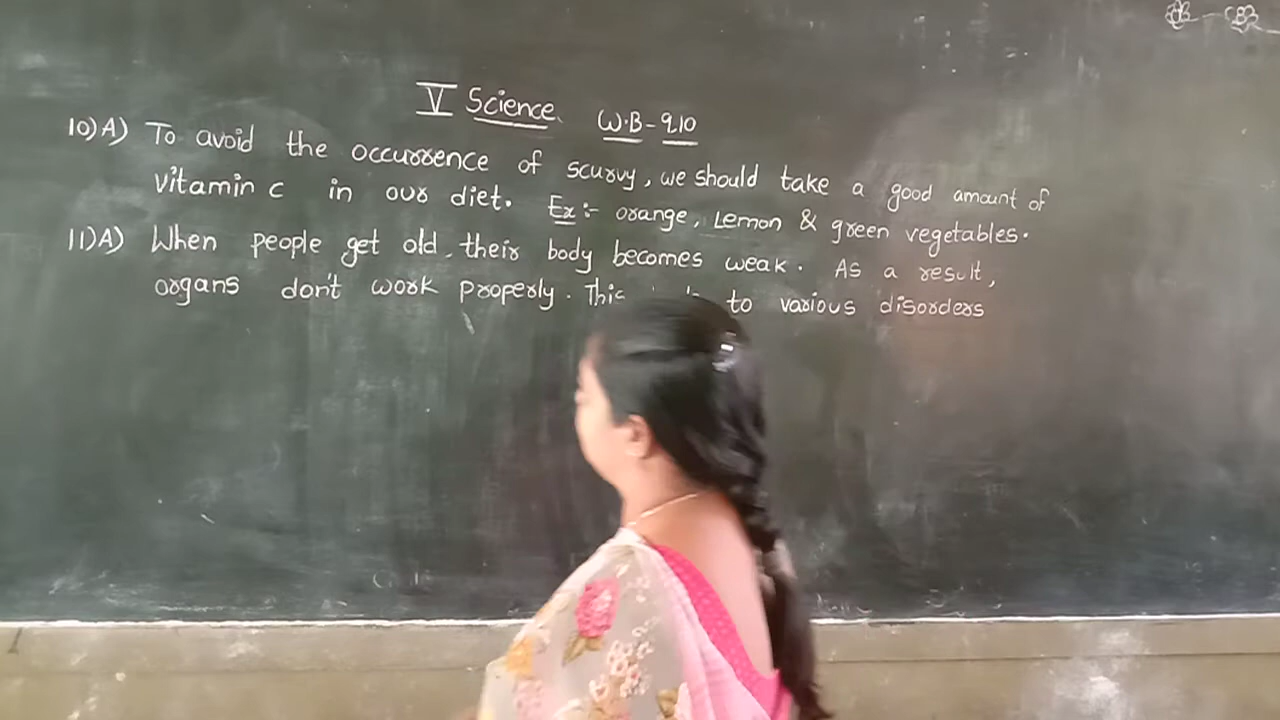 V Science W.B-9,10
10)A) To avoid the occurrence of scurvy, we should take a good amount of
vitamin c in our diet. Ex:- orange, Lemon & green vegetables.
11)A) When people get old, their body becomes weak. As a result,
organs don't work properly. This to various disorders